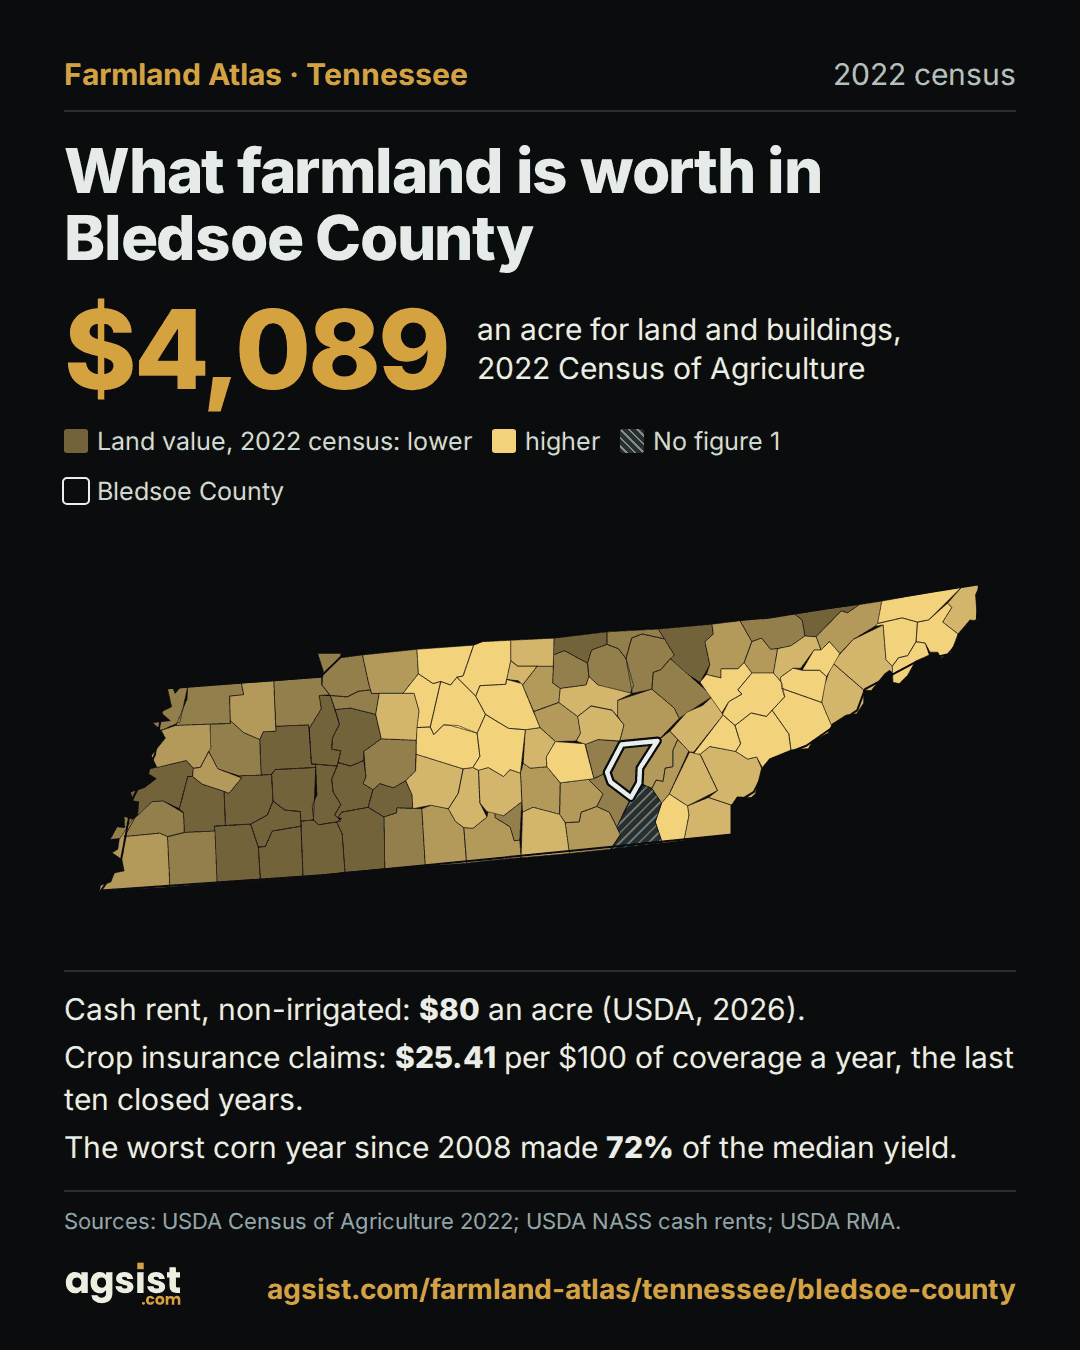 Farmland Atlas · Tennessee
2022 census
What farmland is worth in
Bledsoe County
$4,089
an acre for land and buildings,
2022 Census of Agriculture
Land value, 2022 census: lower
higher
No figure 1
Bledsoe County
Cash rent, non-irrigated: $80 an acre (USDA, 2026).
Crop insurance claims: $25.41 per $100 of coverage a year, the last
ten closed years.
The worst corn year since 2008 made 72% of the median yield.
Sources: USDA Census of Agriculture 2022; USDA NASS cash rents; USDA RMA.
agsist
.com
agsist.com/farmland-atlas/tennessee/bledsoe-county